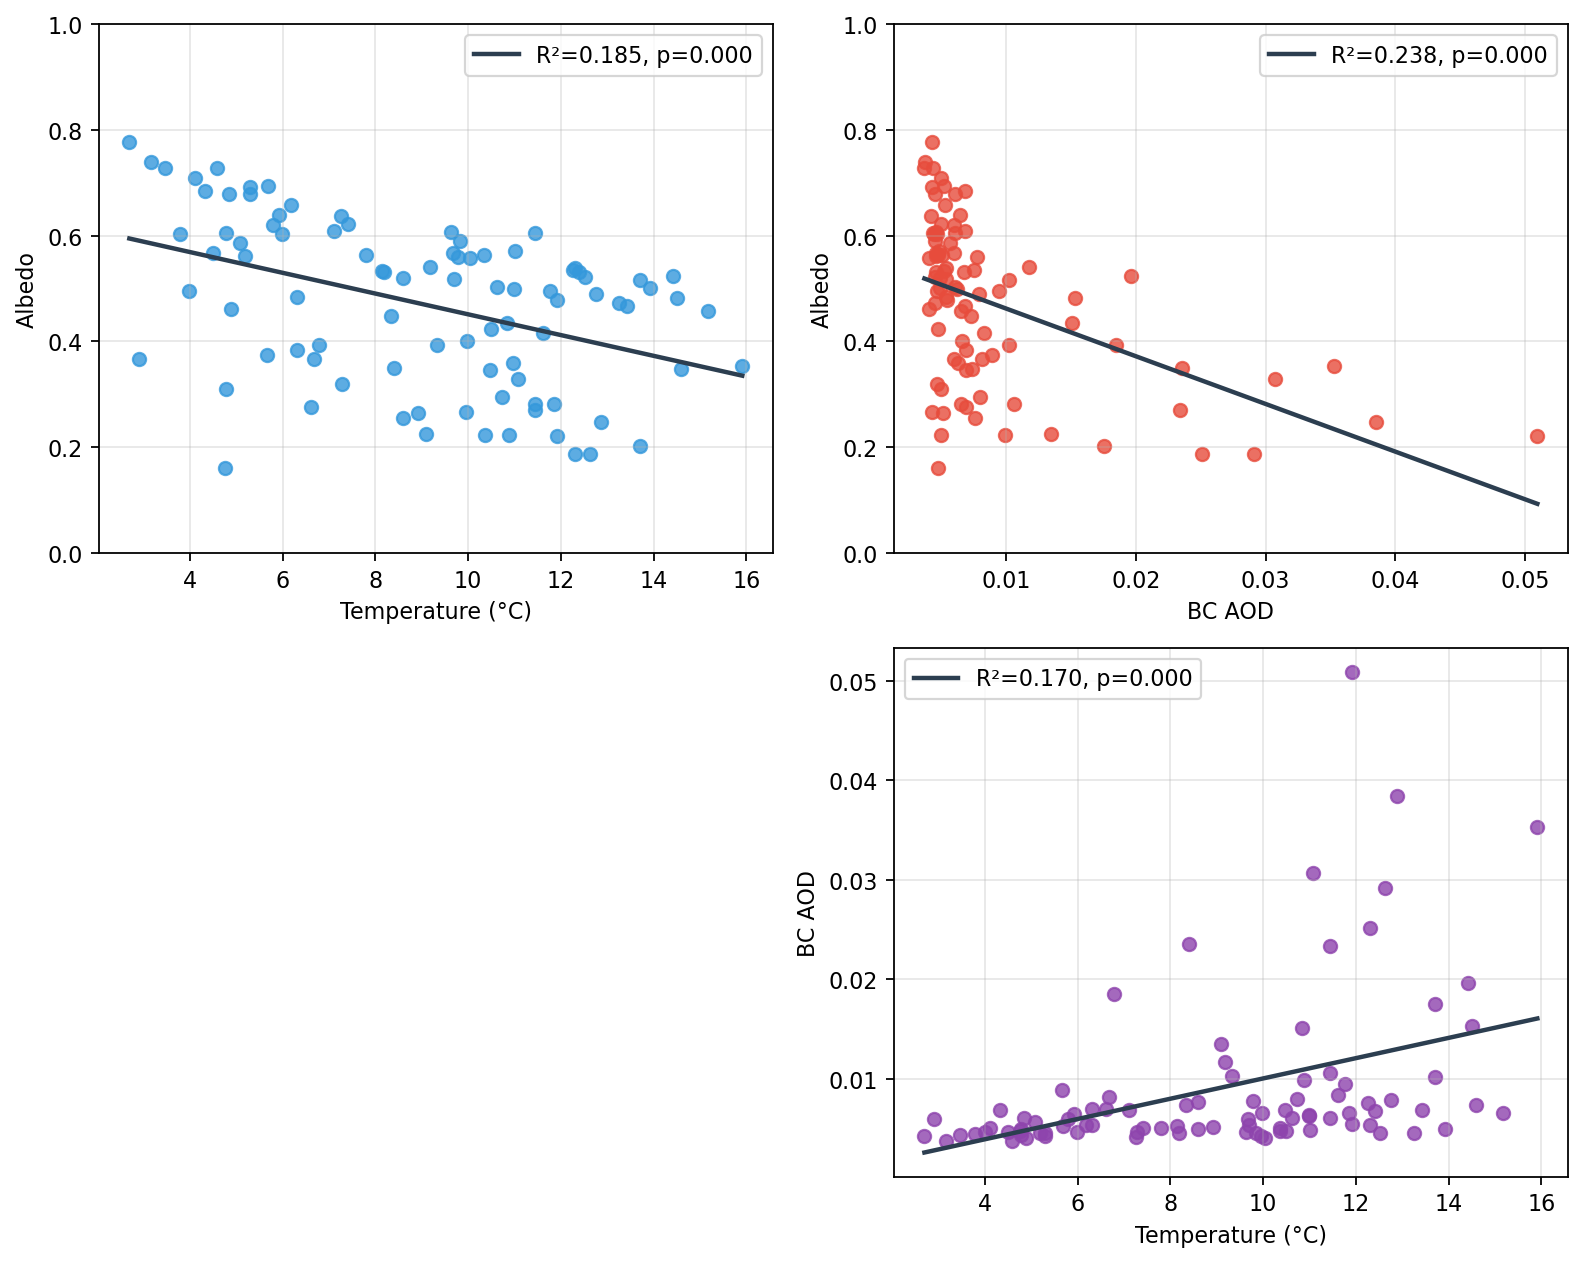 1.0
0.8
0.6
0.4
0.2
0.0
Albedo
R²=0.185, p=0.000
4 6 8 10 12 14 16
Temperature (°C)
1.0
0.8
0.6
0.4
0.2
0.0
Albedo
R²=0.238, p=0.000
0.01 0.02 0.03 0.04 0.05
BC AOD
0.05
0.04
0.03
0.02
0.01
BC AOD
R²=0.170, p=0.000
4 6 8 10 12 14 16
Temperature (°C)